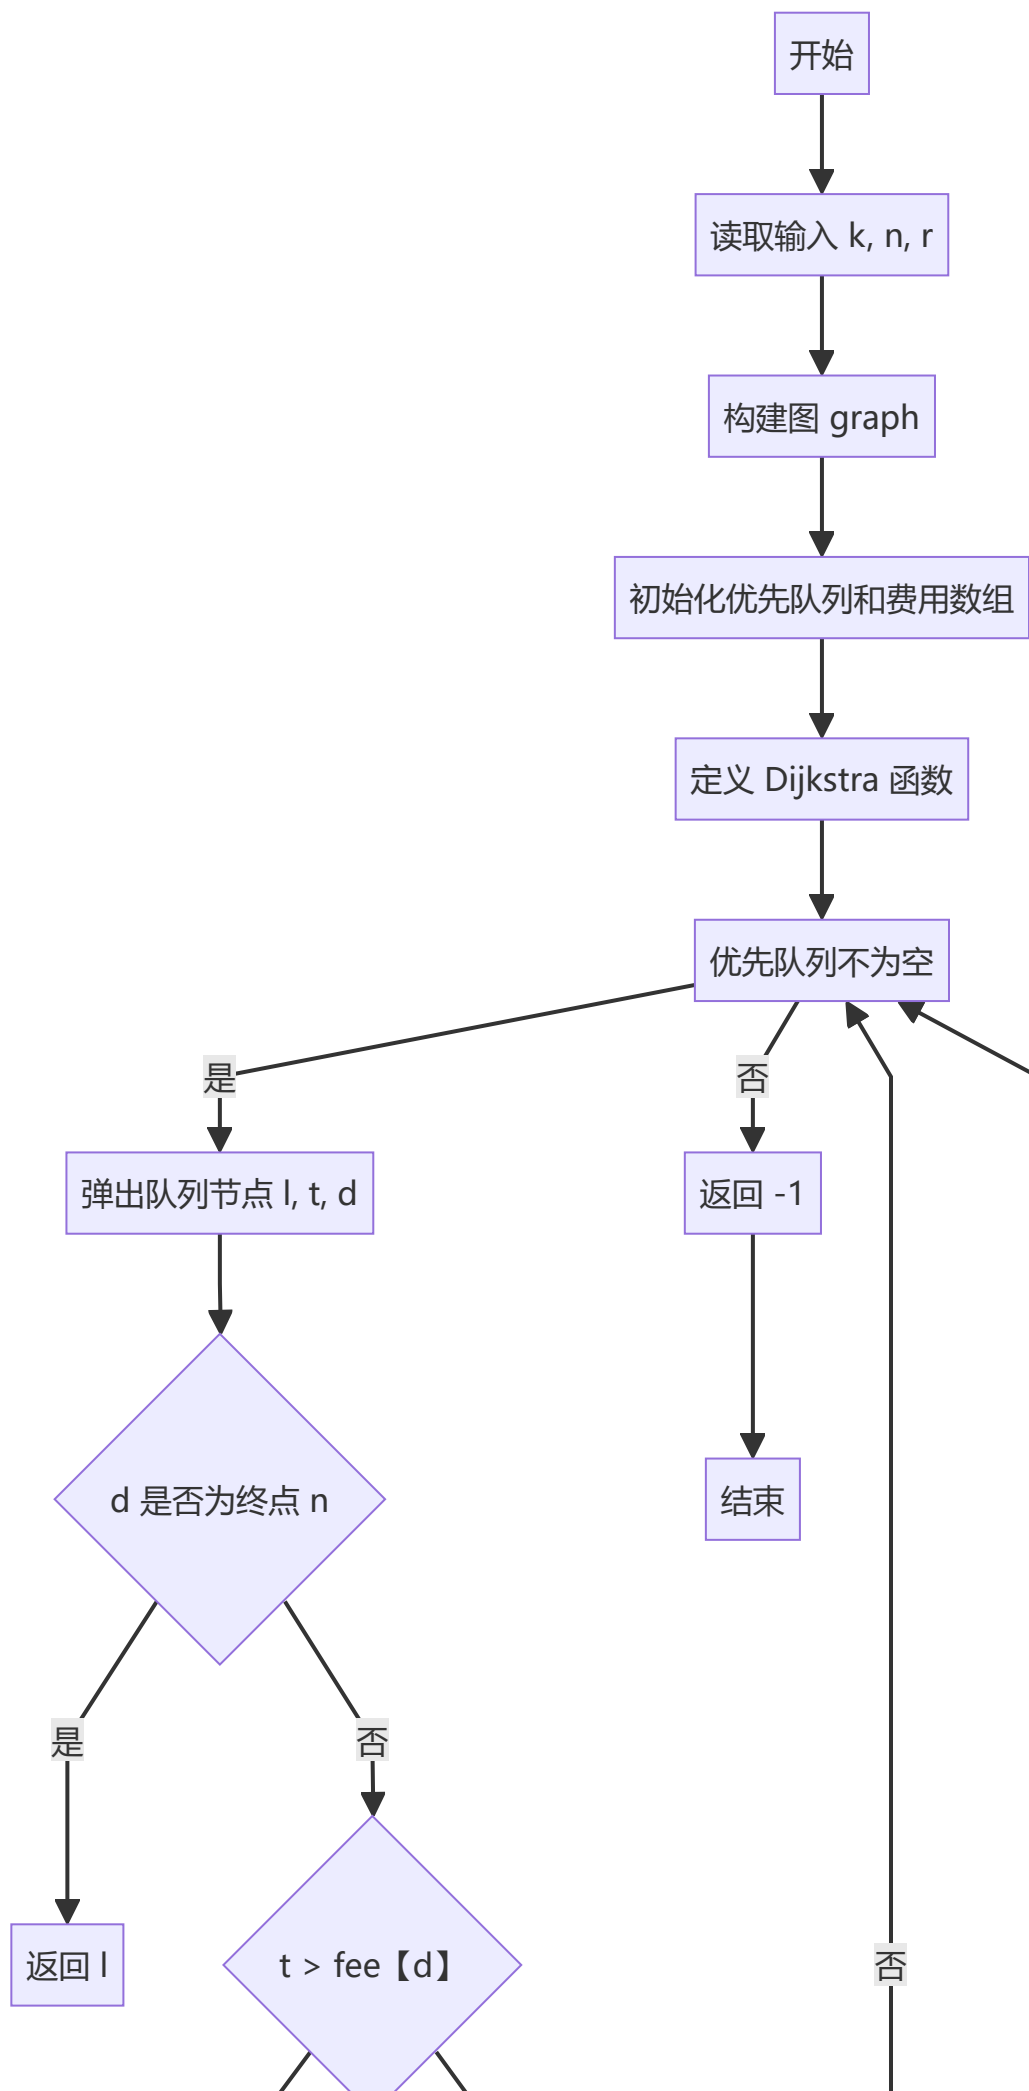 开始
读取输入 k, n, r
构建图 graph
初始化优先队列和费用数组
定义 Dijkstra 函数
优先队列不为空
是
否
弹出队列节点 l, t, d
返回 -1
d 是否为终点 n
结束
是
否
返回 l
t > fee【d】
否